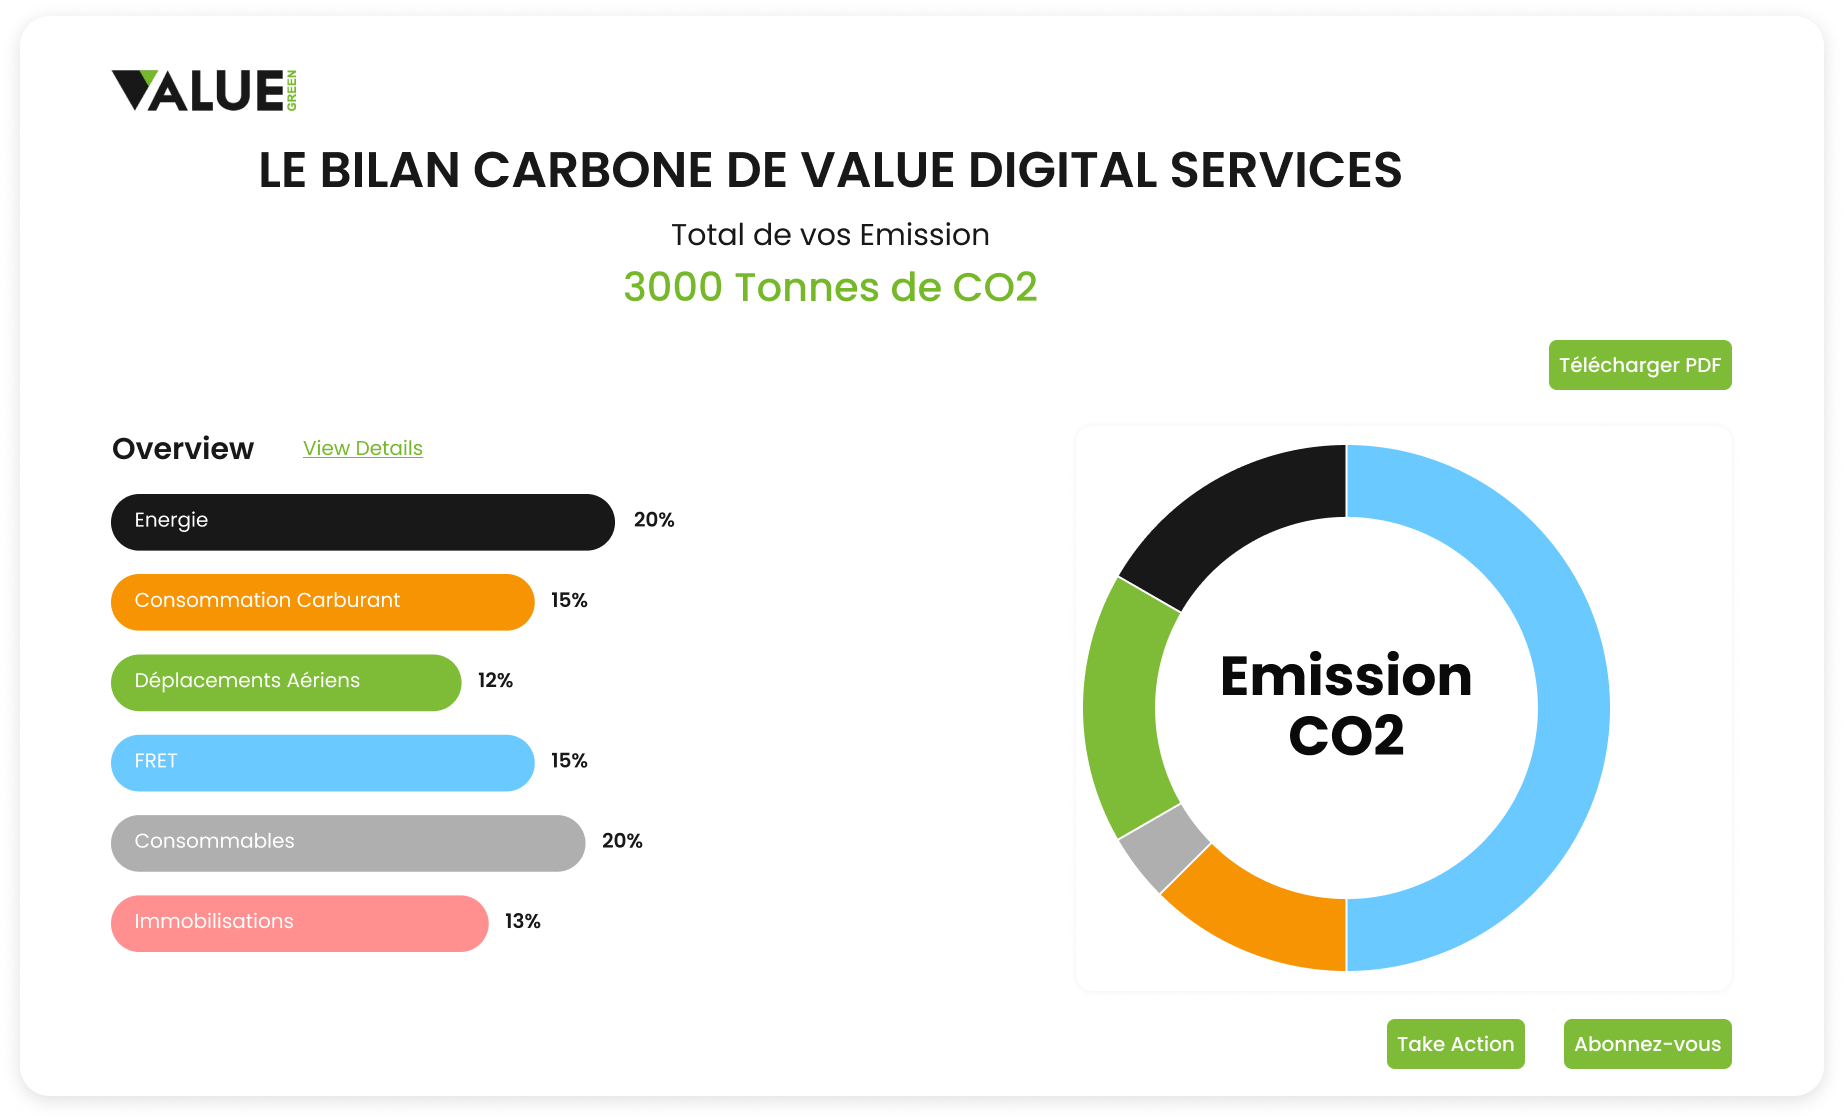 VALUE GREEN
LE BILAN CARBONE DE VALUE DIGITAL SERVICES
Total de vos Emission
3000 Tonnes de CO2
Télécharger PDF
Overview View Details
Energie 20%
Consommation Carburant 15%
Déplacements Aériens 12%
FRET 15%
Consommables 20%
Immobilisations 13%
Emission
CO2
Take Action Abonnez-vous